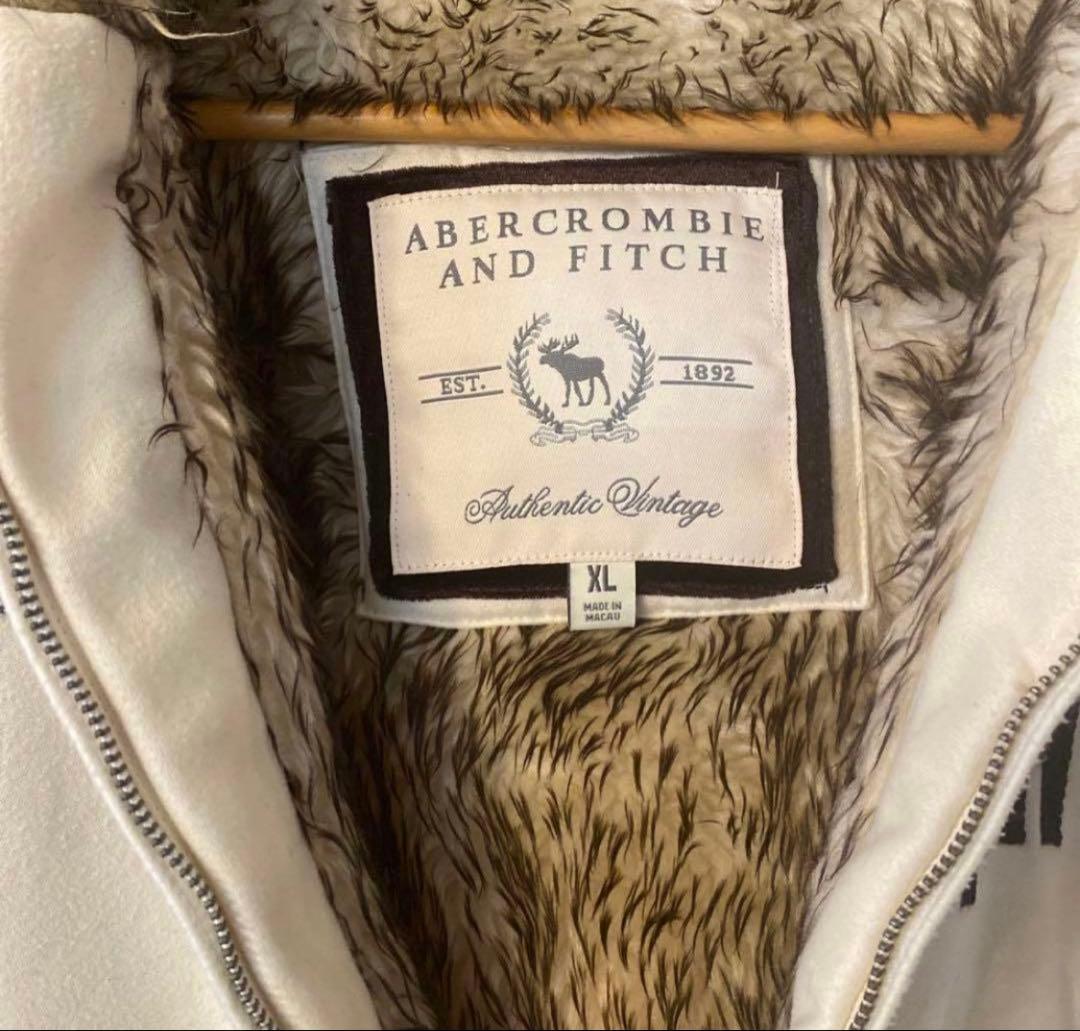 ABERCROMBIE
AND FITCH
EST. 1892
Authentic Vintage
XL
MADE IN
MACAU